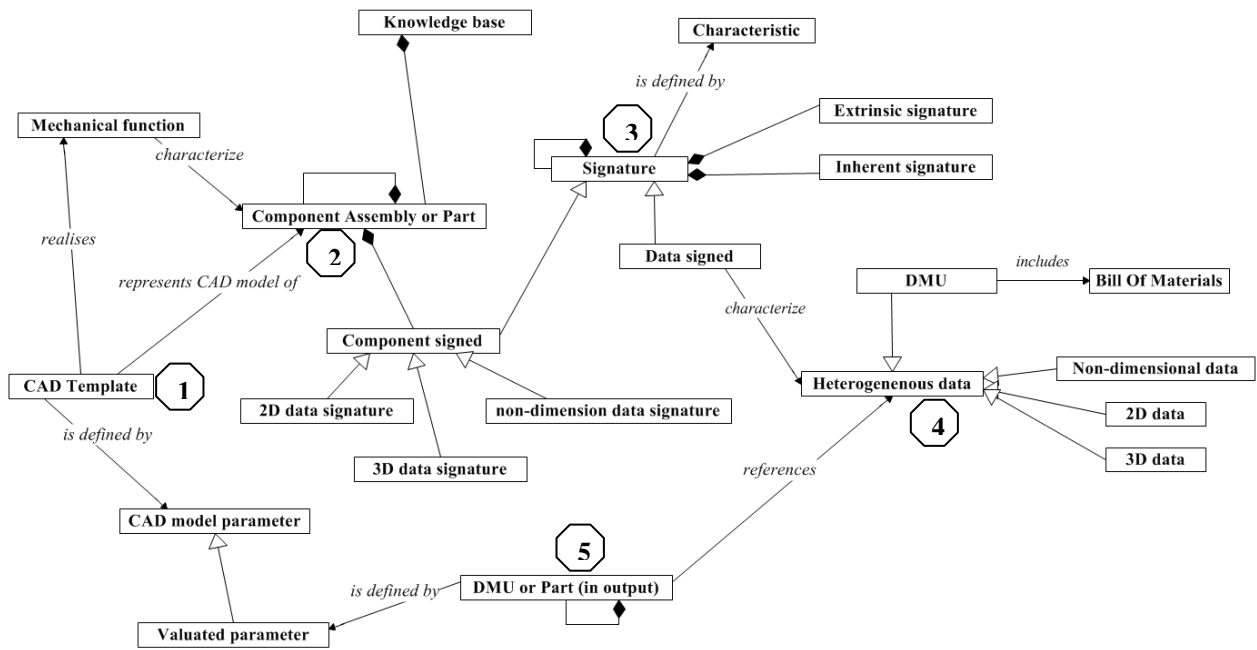 Knowledge base
Characteristic
is defined by
Extrinsic signature
Mechanical function
3
characterize
Signature
Inherent signature
Component Assembly or Part
realises
2
Data signed
includes
represents CAD model of
DMU
Bill Of Materials
characterize
Component signed
1
CAD Template
Heterogenenous data
Non-dimensional data
2D data signature
non-dimension data signature
4
2D data
is defined by
3D data signature
references
3D data
CAD model parameter
5
is defined by
DMU or Part (in output)
Valuated parameter